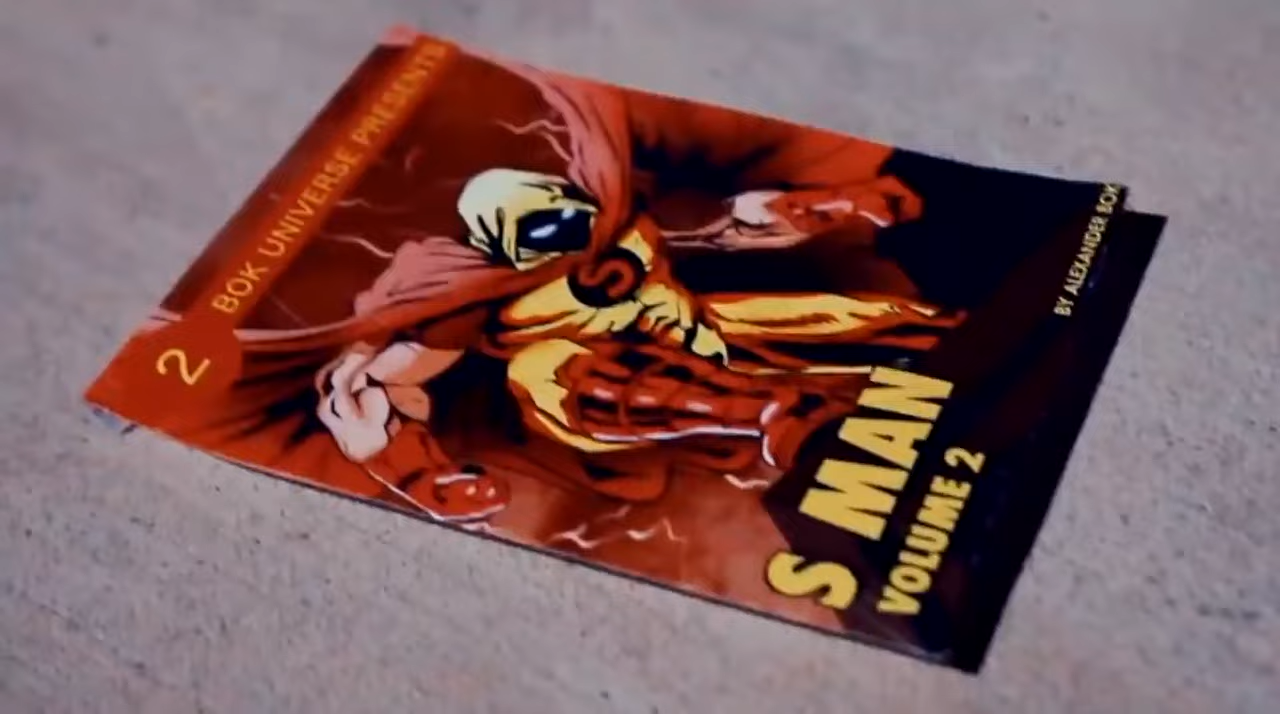 BOK UNIVERSE PRESENTS
2
S
S MAN
VOLUME 2
BY ALEXANDER BOK